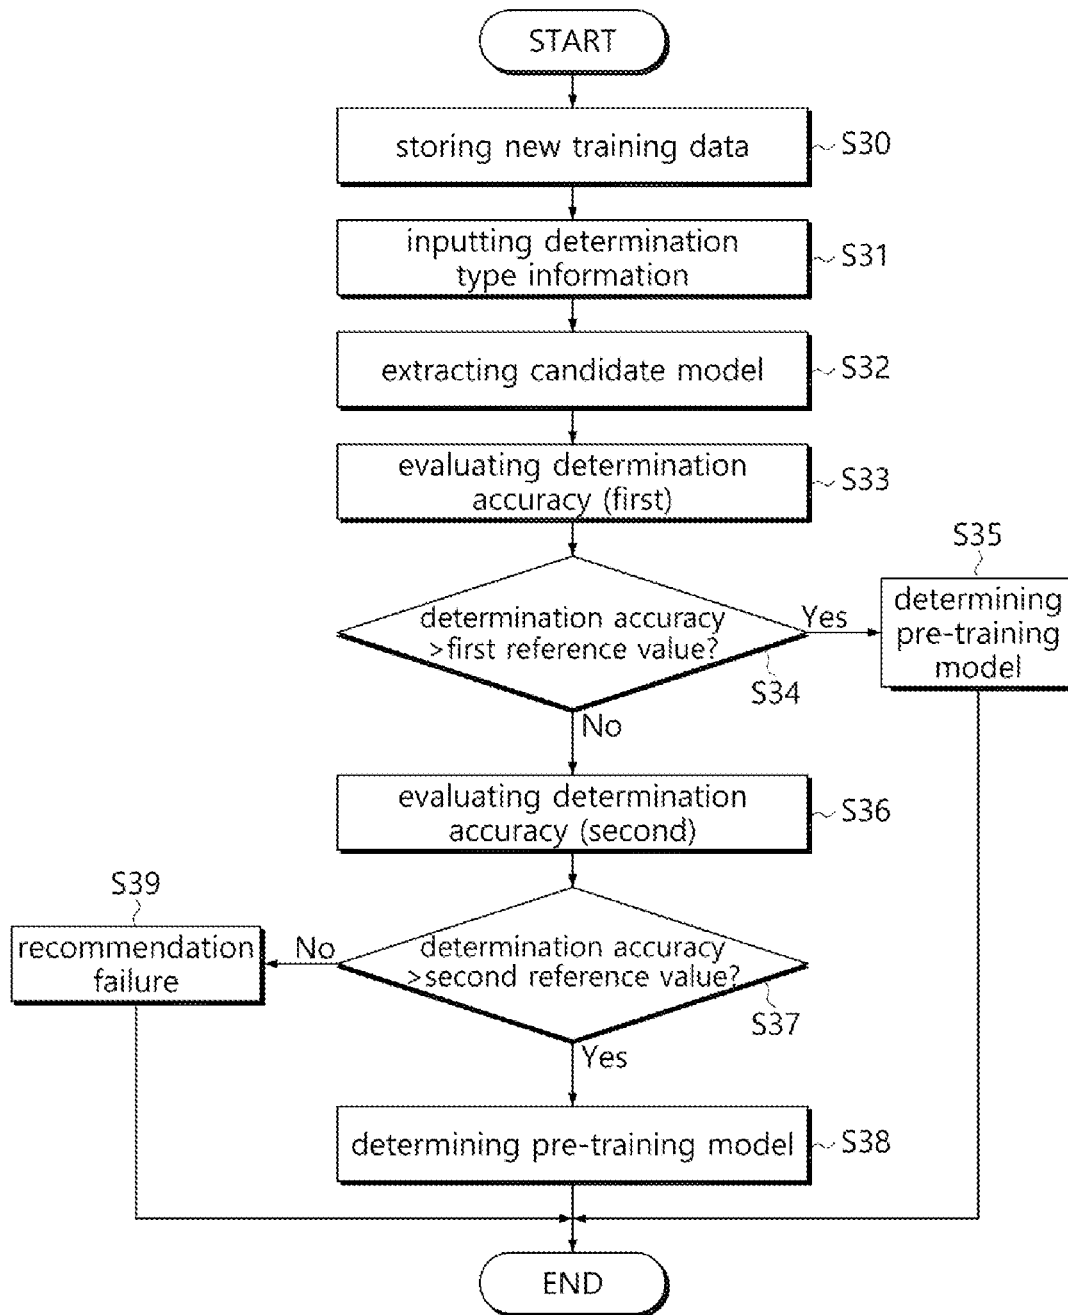 START
storing new training data
S30
inputting determination
type information
S31
extracting candidate model
S32
evaluating determination
accuracy (first)
S33
determination accuracy
>first reference value?
S34
Yes
S35
determining
pre-training
model
No
evaluating determination
accuracy (second)
S36
determination accuracy
>second reference value?
S37
No
S39
recommendation
failure
Yes
determining pre-training model
S38
END